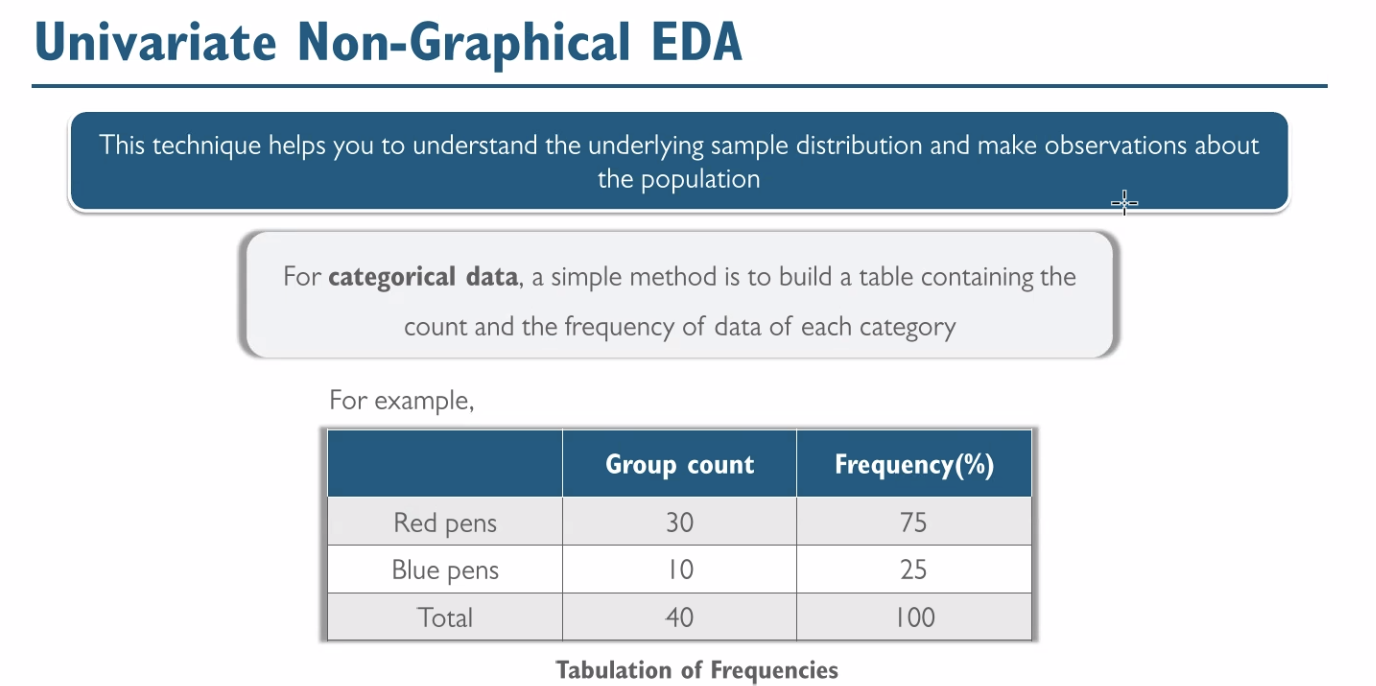 Univariate Non-Graphical EDA
This technique helps you to understand the underlying sample distribution and make observations about
the population
For categorical data, a simple method is to build a table containing the
count and the frequency of data of each category
For example,
Group count Frequency(%)
Red pens 30 75
Blue pens 10 25
Total 40 100
Tabulation of Frequencies